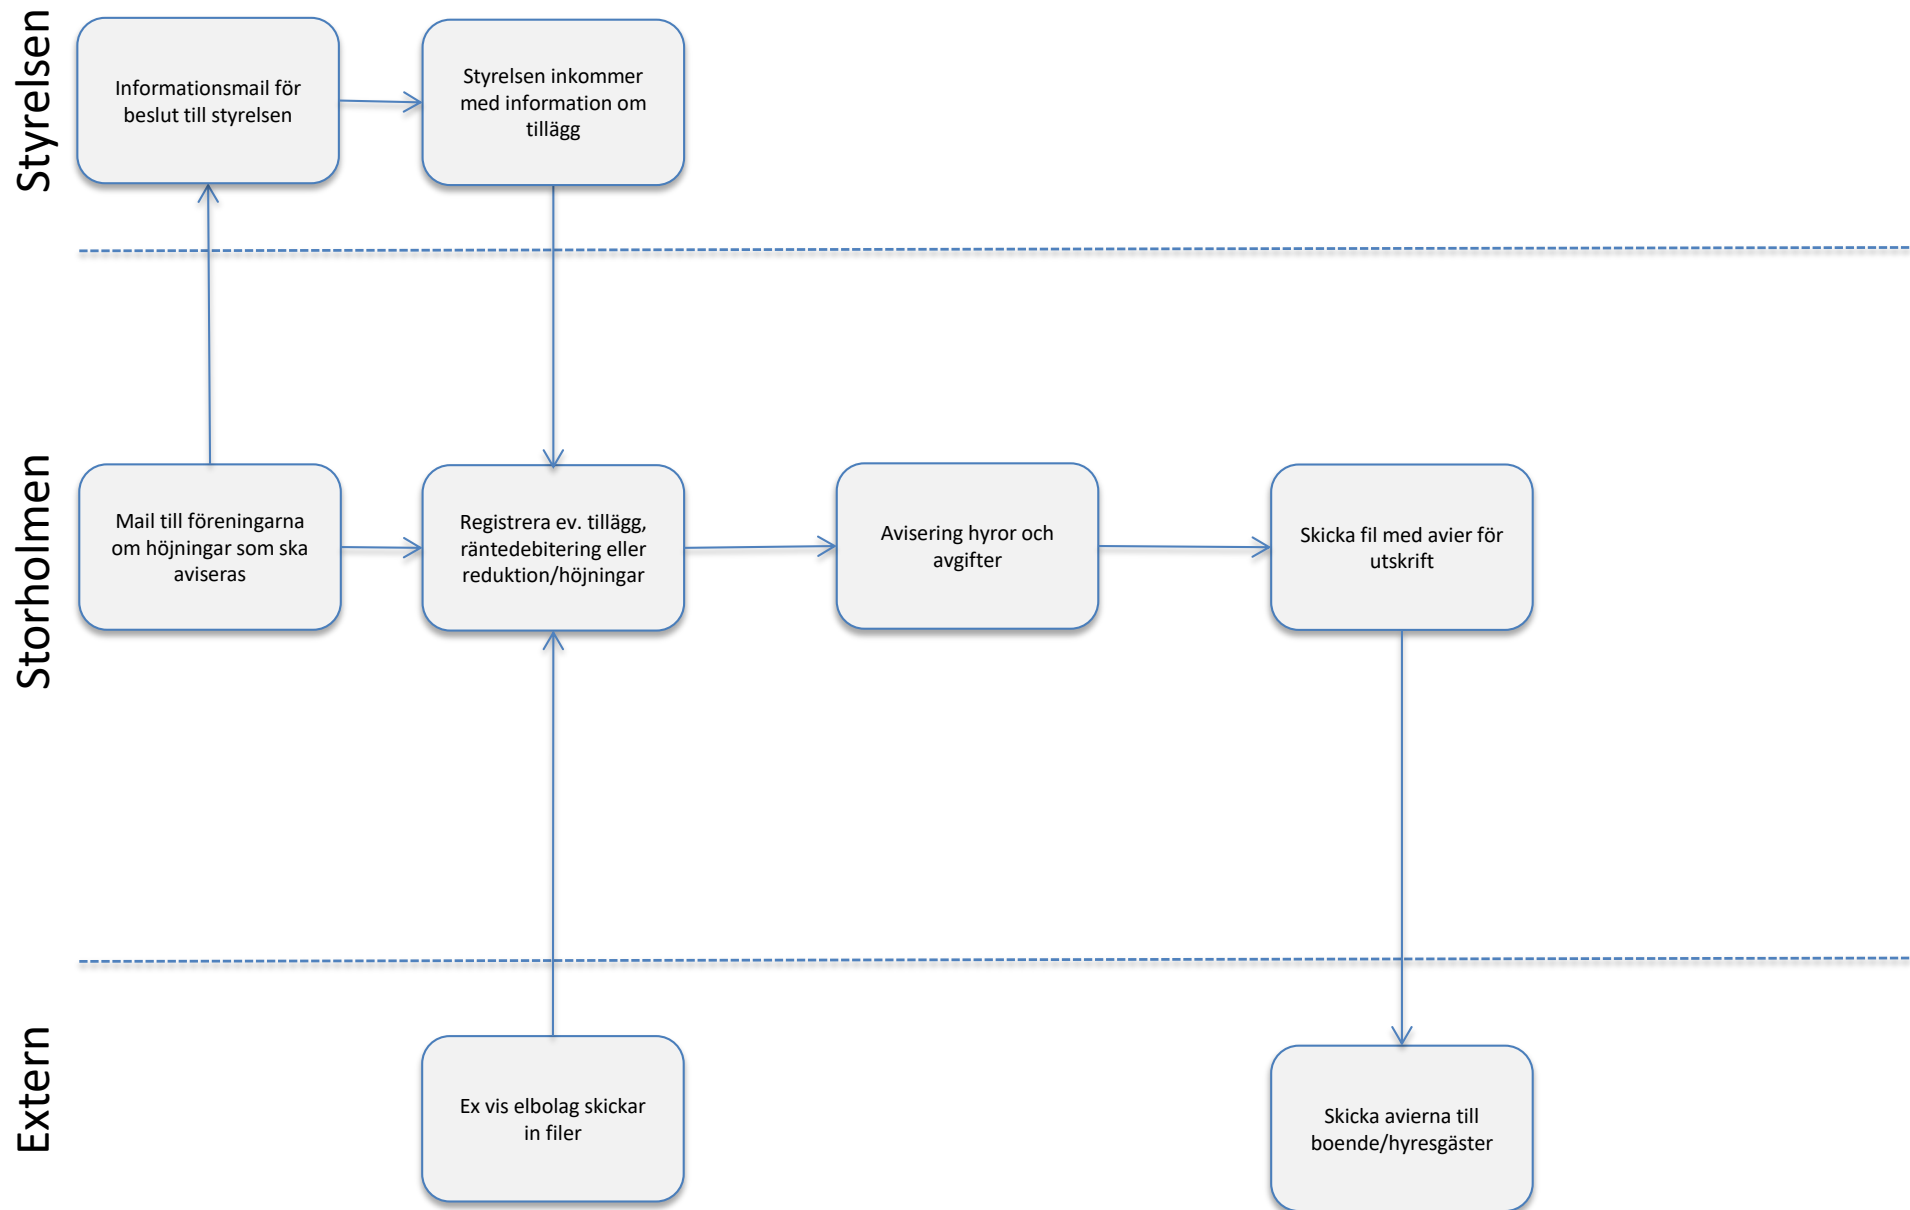 Styrelsen
Informationsmail för
beslut till styrelsen
Styrelsen inkommer
med information om
tillägg
Storholmen
Mail till föreningarna
om höjningar som ska
aviseras
Registrera ev. tillägg,
räntedebitering eller
reduktion/höjningar
Avisering hyror och
avgifter
Skicka fil med avier för
utskrift
Extern
Ex vis elbolag skickar
in filer
Skicka avierna till
boende/hyresgäster